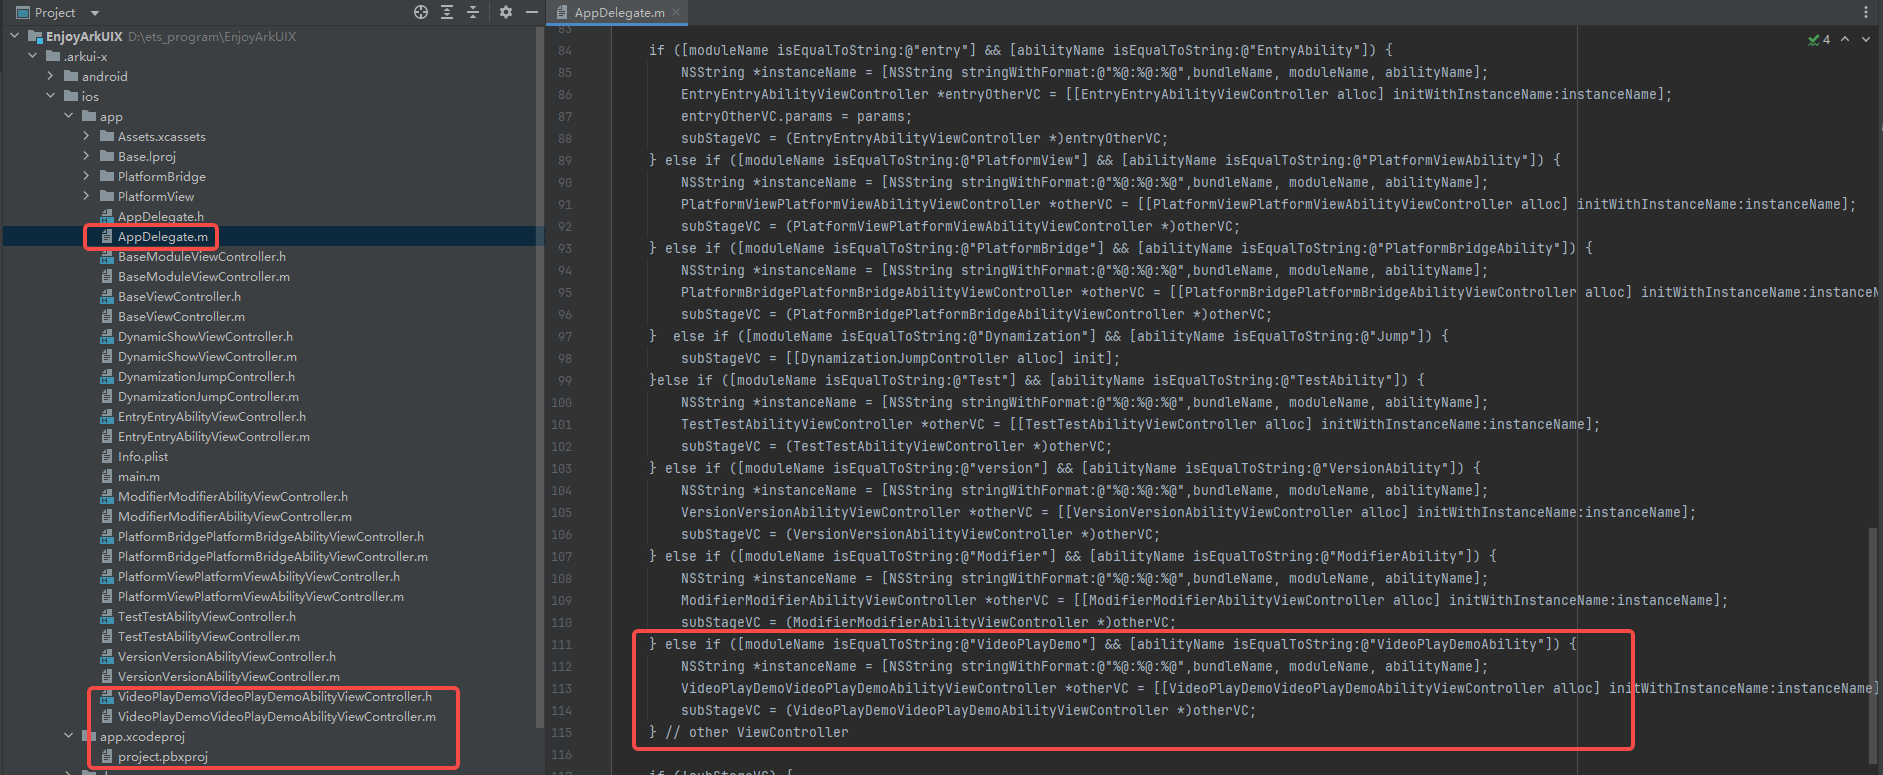 Project
EnjoyArkUIX D:\ets_program\EnjoyArkUIX
.arkui-x
android
ios
app
Assets.xcassets
Base.lproj
PlatformBridge
PlatformView
AppDelegate.h
AppDelegate.m
BaseModuleViewController.h
BaseModuleViewController.m
BaseViewController.h
BaseViewController.m
DynamicShowViewController.h
DynamicShowViewController.m
DynamizationJumpController.h
DynamizationJumpController.m
EntryEntryAbilityViewController.h
EntryEntryAbilityViewController.m
Info.plist
main.m
ModifierModifierAbilityViewController.h
ModifierModifierAbilityViewController.m
PlatformBridgePlatformBridgeAbilityViewController.h
PlatformBridgePlatformBridgeAbilityViewController.m
PlatformViewPlatformViewAbilityViewController.h
PlatformViewPlatformViewAbilityViewController.m
TestTestAbilityViewController.h
TestTestAbilityViewController.m
VersionVersionAbilityViewController.h
VersionVersionAbilityViewController.m
VideoPlayDemoVideoPlayDemoAbilityViewController.h
VideoPlayDemoVideoPlayDemoAbilityViewController.m
app.xcodeproj
project.pbxproj
AppDelegate.m
4
83
84 if ([moduleName isEqualToString:@"entry"] && [abilityName isEqualToString:@"EntryAbility"]) {
85 NSString *instanceName = [NSString stringWithFormat:@"%@:%@:%@",bundleName, moduleName, abilityName];
86 EntryEntryAbilityViewController *entryOtherVC = [[EntryEntryAbilityViewController alloc] initWithInstanceName:instanceName];
87 entryOtherVC.params = params;
88 subStageVC = (EntryEntryAbilityViewController *)entryOtherVC;
89 } else if ([moduleName isEqualToString:@"PlatformView"] && [abilityName isEqualToString:@"PlatformViewAbility"]) {
90 NSString *instanceName = [NSString stringWithFormat:@"%@:%@:%@",bundleName, moduleName, abilityName];
91 PlatformViewPlatformViewAbilityViewController *otherVC = [[PlatformViewPlatformViewAbilityViewController alloc] initWithInstanceName:instanceName];
92 subStageVC = (PlatformViewPlatformViewAbilityViewController *)otherVC;
93 } else if ([moduleName isEqualToString:@"PlatformBridge"] && [abilityName isEqualToString:@"PlatformBridgeAbility"]) {
94 NSString *instanceName = [NSString stringWithFormat:@"%@:%@:%@",bundleName, moduleName, abilityName];
95 PlatformBridgePlatformBridgeAbilityViewController *otherVC = [[PlatformBridgePlatformBridgeAbilityViewController alloc] initWithInstanceName:instanceN
96 subStageVC = (PlatformBridgePlatformBridgeAbilityViewController *)otherVC;
97 }  else if ([moduleName isEqualToString:@"Dynamization"] && [abilityName isEqualToString:@"Jump"]) {
98 subStageVC = [[DynamizationJumpController alloc] init];
99 }else if ([moduleName isEqualToString:@"Test"] && [abilityName isEqualToString:@"TestAbility"]) {
100 NSString *instanceName = [NSString stringWithFormat:@"%@:%@:%@",bundleName, moduleName, abilityName];
101 TestTestAbilityViewController *otherVC = [[TestTestAbilityViewController alloc] initWithInstanceName:instanceName];
102 subStageVC = (TestTestAbilityViewController *)otherVC;
103 } else if ([moduleName isEqualToString:@"version"] && [abilityName isEqualToString:@"VersionAbility"]) {
104 NSString *instanceName = [NSString stringWithFormat:@"%@:%@:%@",bundleName, moduleName, abilityName];
105 VersionVersionAbilityViewController *otherVC = [[VersionVersionAbilityViewController alloc] initWithInstanceName:instanceName];
106 subStageVC = (VersionVersionAbilityViewController *)otherVC;
107 } else if ([moduleName isEqualToString:@"Modifier"] && [abilityName isEqualToString:@"ModifierAbility"]) {
108 NSString *instanceName = [NSString stringWithFormat:@"%@:%@:%@",bundleName, moduleName, abilityName];
109 ModifierModifierAbilityViewController *otherVC = [[ModifierModifierAbilityViewController alloc] initWithInstanceName:instanceName];
110 subStageVC = (ModifierModifierAbilityViewController *)otherVC;
111 } else if ([moduleName isEqualToString:@"VideoPlayDemo"] && [abilityName isEqualToString:@"VideoPlayDemoAbility"]) {
112 NSString *instanceName = [NSString stringWithFormat:@"%@:%@:%@",bundleName, moduleName, abilityName];
113 VideoPlayDemoVideoPlayDemoAbilityViewController *otherVC = [[VideoPlayDemoVideoPlayDemoAbilityViewController alloc] initWithInstanceName:instanceName]
114 subStageVC = (VideoPlayDemoVideoPlayDemoAbilityViewController *)otherVC;
115 } // other ViewController
116
if (!subStageVC) {